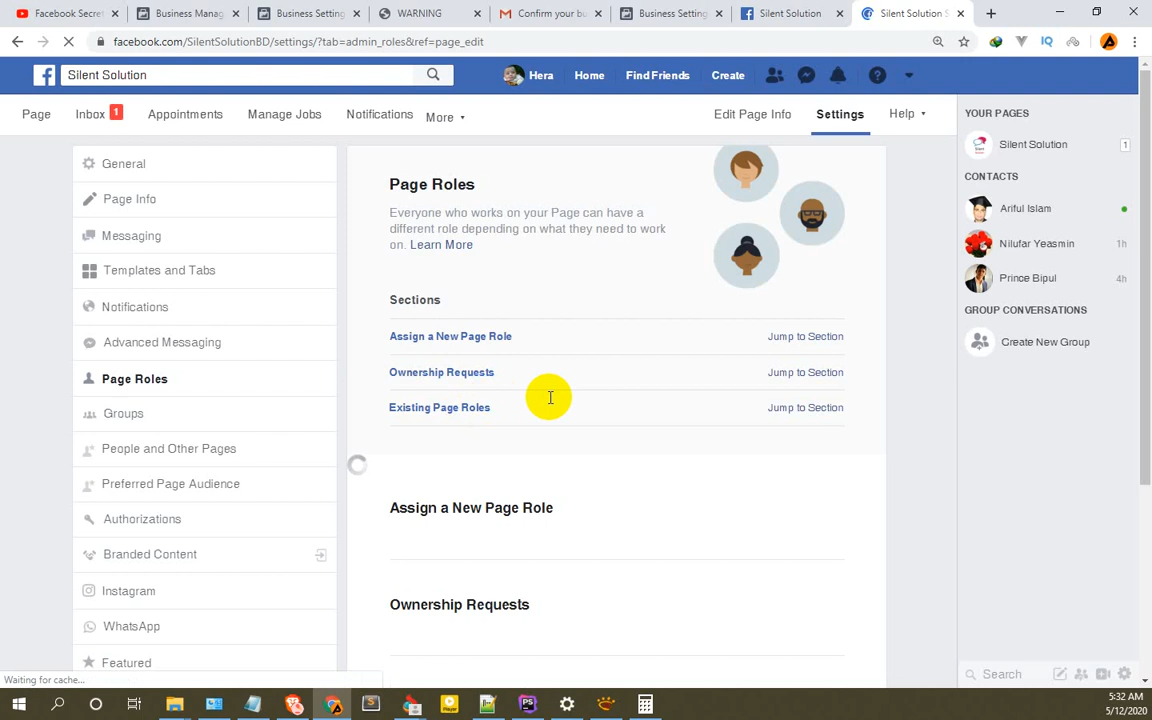 Facebook Secret
Business Manag
Business Setting
WARNING
Confirm your bu
Business Setting
Silent Solution
Silent Solution S
facebook.com/SilentSolutionBD/settings/?tab=admin_roles&ref=page_edit
Silent Solution
Hera
Home
Find Friends
Create
Page
Inbox 1
Appointments
Manage Jobs
Notifications
More
Edit Page Info
Settings
Help
General
Page Info
Messaging
Templates and Tabs
Notifications
Advanced Messaging
Page Roles
Groups
People and Other Pages
Preferred Page Audience
Authorizations
Branded Content
Instagram
WhatsApp
Featured
Page Roles
Everyone who works on your Page can have a
different role depending on what they need to work
on. Learn More
Sections
Assign a New Page Role Jump to Section
Ownership Requests Jump to Section
Existing Page Roles Jump to Section
Assign a New Page Role
Ownership Requests
YOUR PAGES
Silent Solution 1
CONTACTS
Ariful Islam
Nilufar Yeasmin 1h
Prince Bipul 4h
GROUP CONVERSATIONS
Create New Group
Search
Waiting for cache...
5:32 AM
5/12/2020